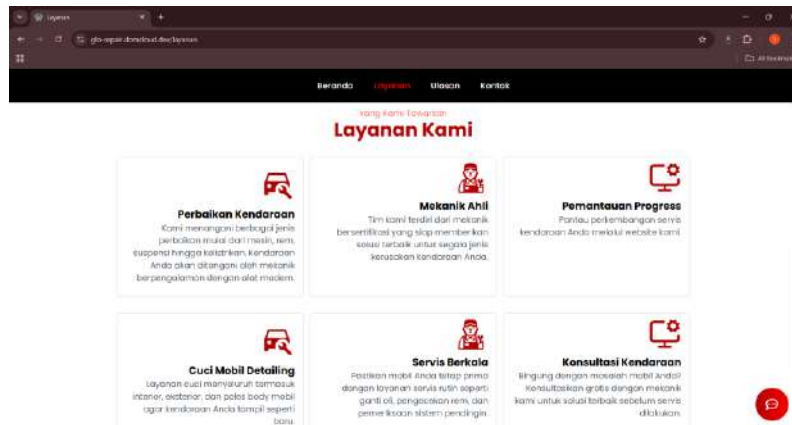 Layanan
Beranda Layanan Ulasan Kontak
Yang Kami Tawarkan
Layanan Kami
Perbaikan Kendaraan
Kami menangani berbagai jenis
perbaikan mulai dari mesin, rem,
suspensi hingga kelistrikan. Kendaraan
Anda akan ditangani oleh mekanik
berpengalaman dengan alat modern.
Mekanik Ahli
Tim kami terdiri dari mekanik
bersertifikasi yang siap memberikan
solusi terbaik untuk segala jenis
kerusakan kendaraan Anda.
Pemantauan Progress
Pantau perkembangan servis
kendaraan Anda melalui website kami.
Cuci Mobil Detailing
Layanan cuci menyeluruh termasuk
interior, eksterior, dan poles body mobil
agar kendaraan Anda tampil seperti
baru.
Servis Berkala
Pastikan mobil Anda tetap prima
dengan layanan servis rutin seperti
ganti oli, pengecekan rem, dan
pemeriksaan sistem pendingin.
Konsultasi Kendaraan
Bingung dengan masalah mobil Anda?
Konsultasikan gratis dengan mekanik
kami untuk solusi terbaik sebelum servis
dilakukan.